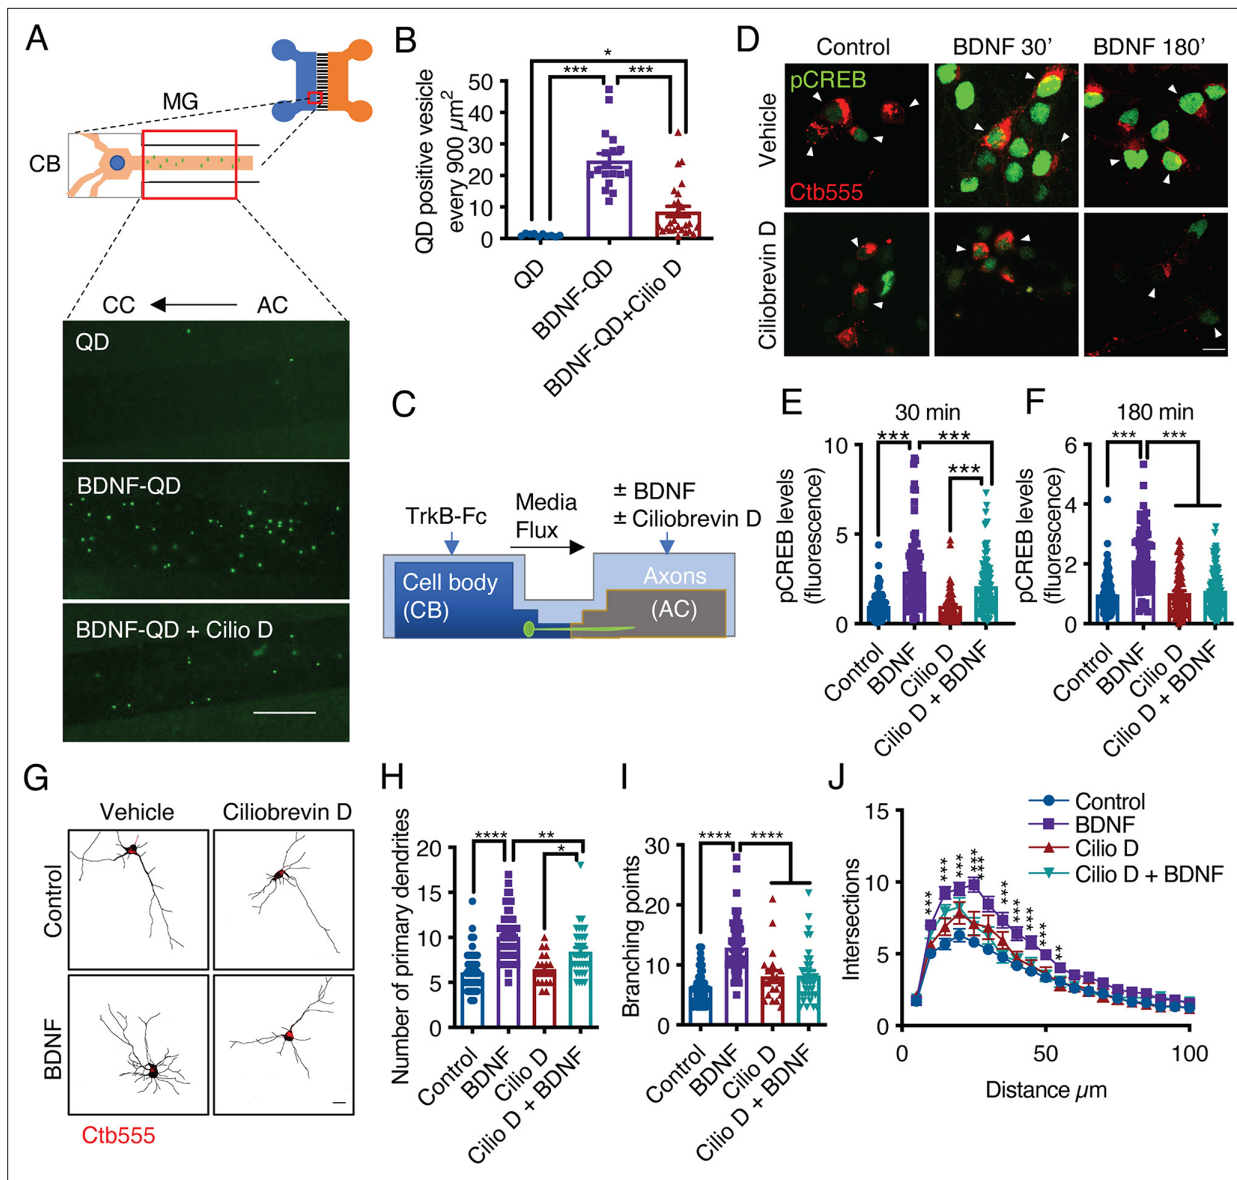 A
MG
CB
CC
AC
QD
BDNF-QD
BDNF-QD + Cilio D
B
QD positive vesicle
every 900 µm2
50
40
30
20
10
0
*
***
***
QD
BDNF-QD
BDNF-QD+Cilio D
C
TrkB-Fc
Media
Flux
± BDNF
± Ciliobrevin D
Cell body
(CB)
Axons
(AC)
D
Control
BDNF 30'
BDNF 180'
Vehicle
Ciliobrevin D
pCREB
Ctb555
E
30 min
pCREB levels
(fluorescence)
10
5
0
***
***
***
Control
BDNF
Cilio D
Cilio D + BDNF
F
180 min
pCREB levels
(fluorescence)
6
4
2
0
***
***
Control
BDNF
Cilio D
Cilio D + BDNF
G
Vehicle
Ciliobrevin D
Control
BDNF
Ctb555
H
Number of primary dendrites
20
15
10
5
0
****
**
*
Control
BDNF
Cilio D
Cilio D + BDNF
I
Branching points
30
20
10
0
****
****
Control
BDNF
Cilio D
Cilio D + BDNF
J
Control
BDNF
Cilio D
Cilio D + BDNF
Intersections
15
10
5
0
0
50
100
Distance µm